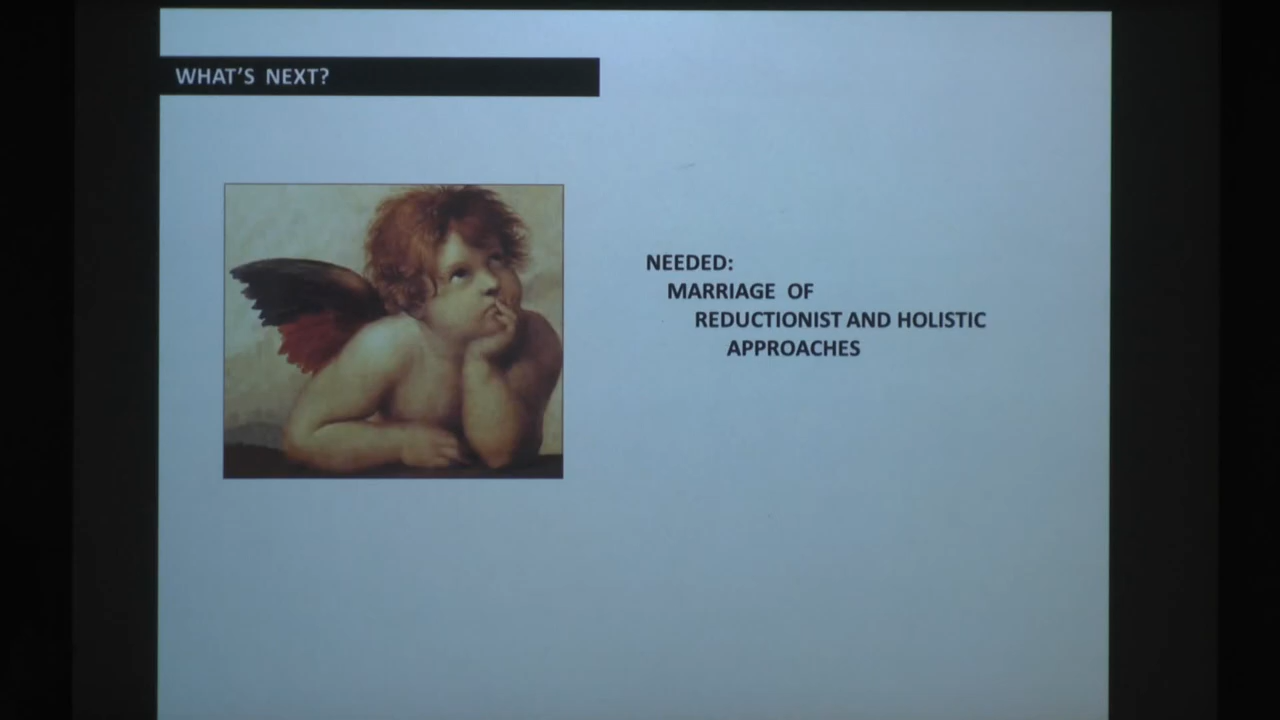 WHAT'S NEXT?
NEEDED:
MARRIAGE OF
REDUCTIONIST AND HOLISTIC
APPROACHES